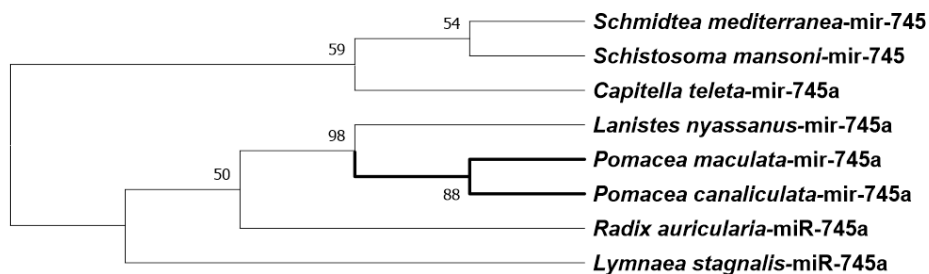 54
Schmidtea mediterranea-mir-745
59
Schistosoma mansoni-mir-745
Capitella teleta-mir-745a
98
Lanistes nyassanus-mir-745a
50
Pomacea maculata-mir-745a
88
Pomacea canaliculata-mir-745a
Radix auricularia-miR-745a
Lymnaea stagnalis-miR-745a